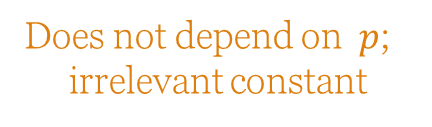 Does not depend on p;
irrelevant constant